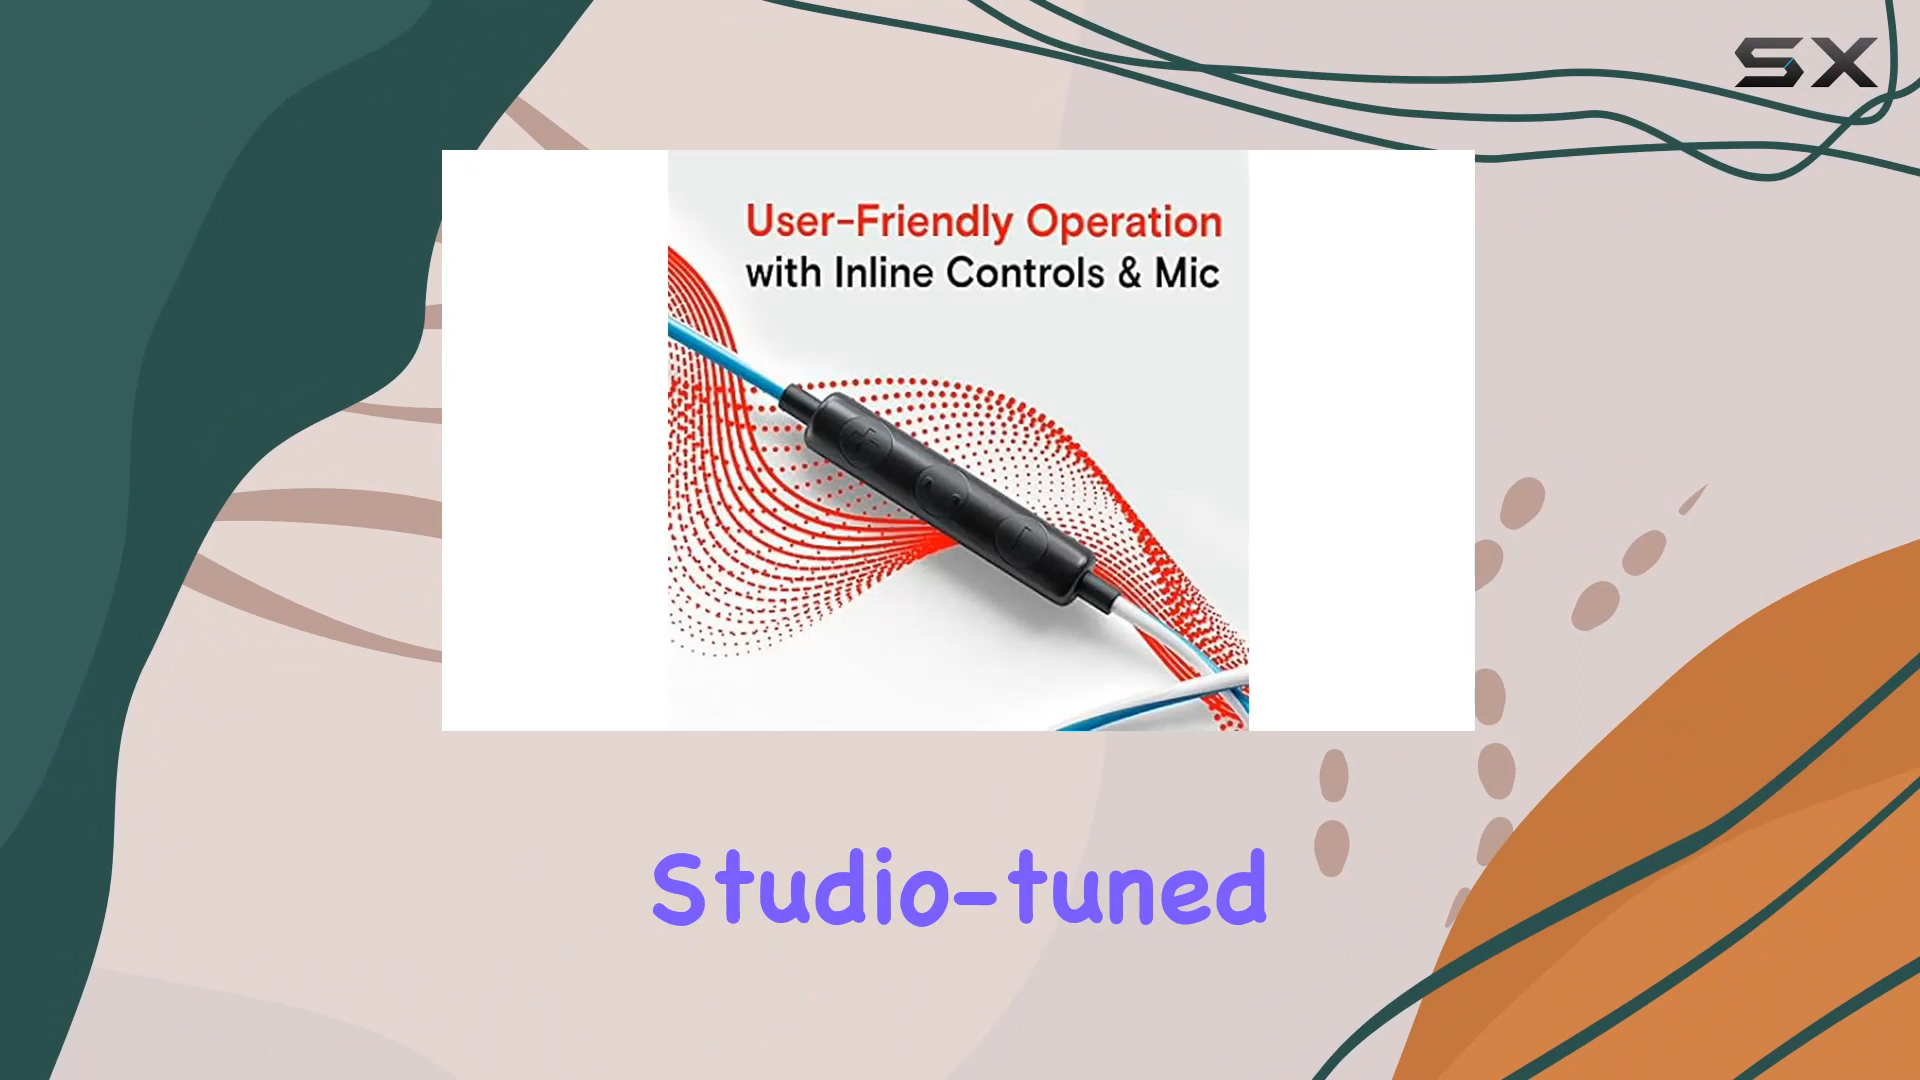 SX
User-Friendly Operation
with Inline Controls & Mic
Studio-tuned